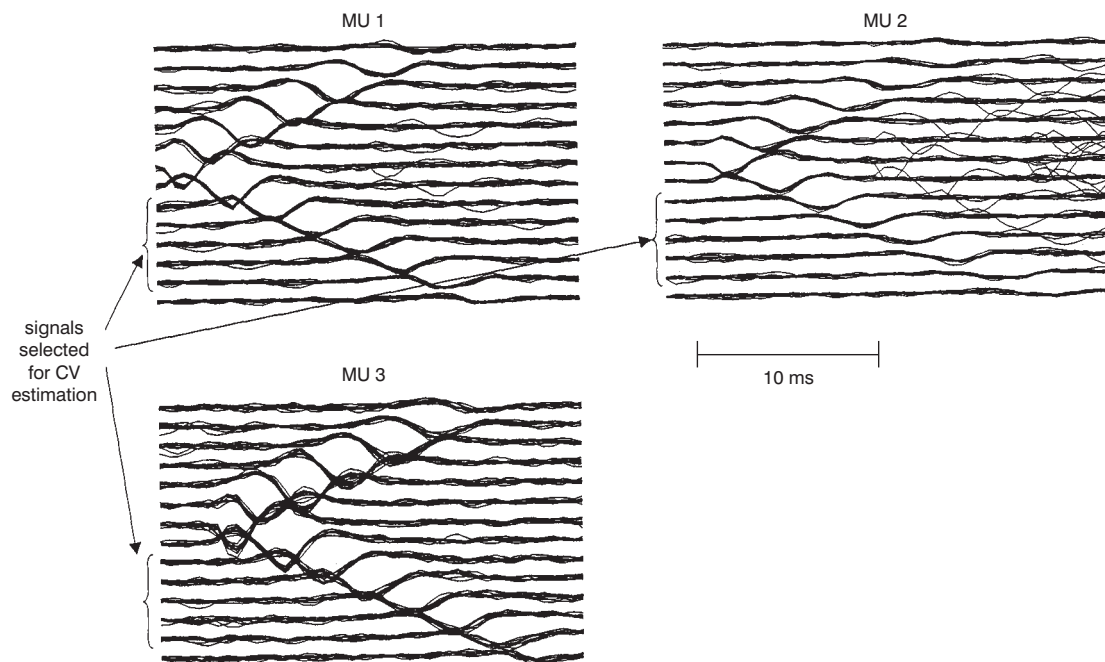 MU 1
MU 2
signals
selected
for CV
estimation
10 ms
MU 3